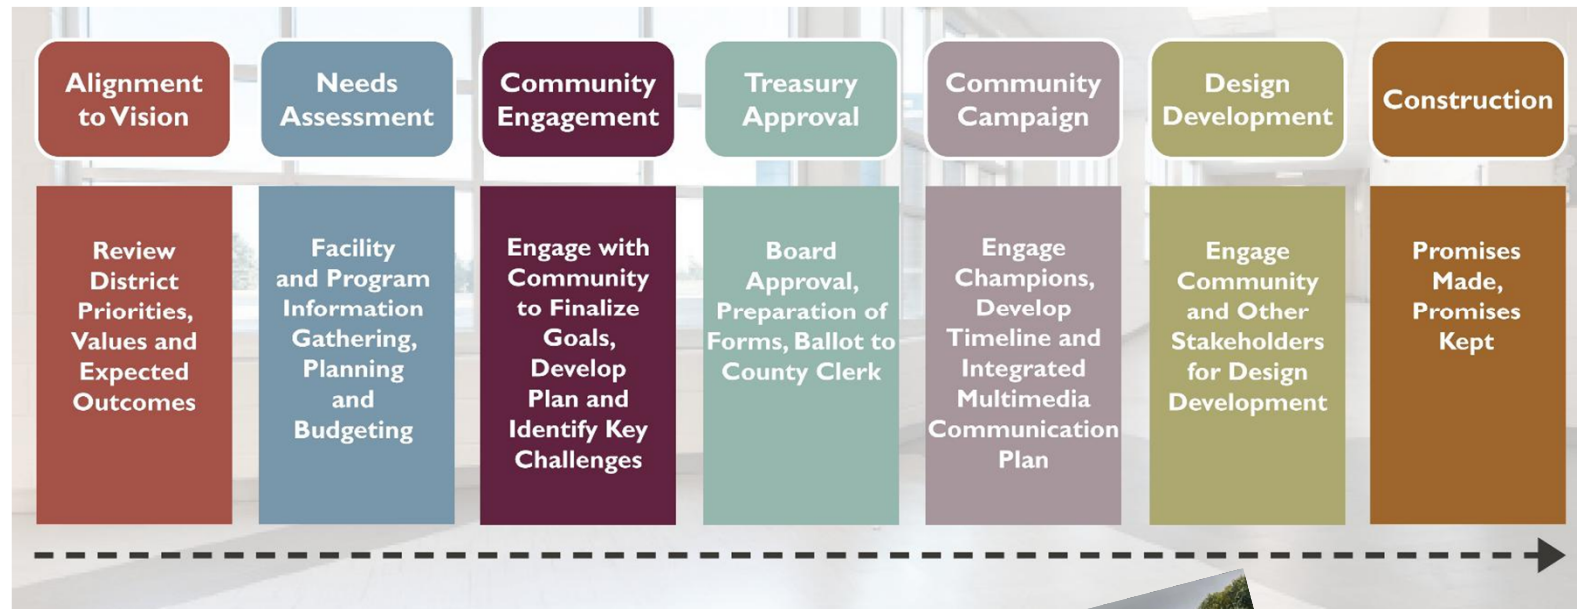 Alignment
to Vision
Needs
Assessment
Community
Engagement
Treasury
Approval
Community
Campaign
Design
Development
Construction
Review
District
Priorities,
Values and
Expected
Outcomes
Facility
and Program
Information
Gathering,
Planning
and
Budgeting
Engage with
Community
to Finalize
Goals,
Develop
Plan and
Identify Key
Challenges
Board
Approval,
Preparation of
Forms, Ballot to
County Clerk
Engage
Champions,
Develop
Timeline and
Integrated
Multimedia
Communication
Plan
Engage
Community
and Other
Stakeholders
for Design
Development
Promises
Made,
Promises
Kept